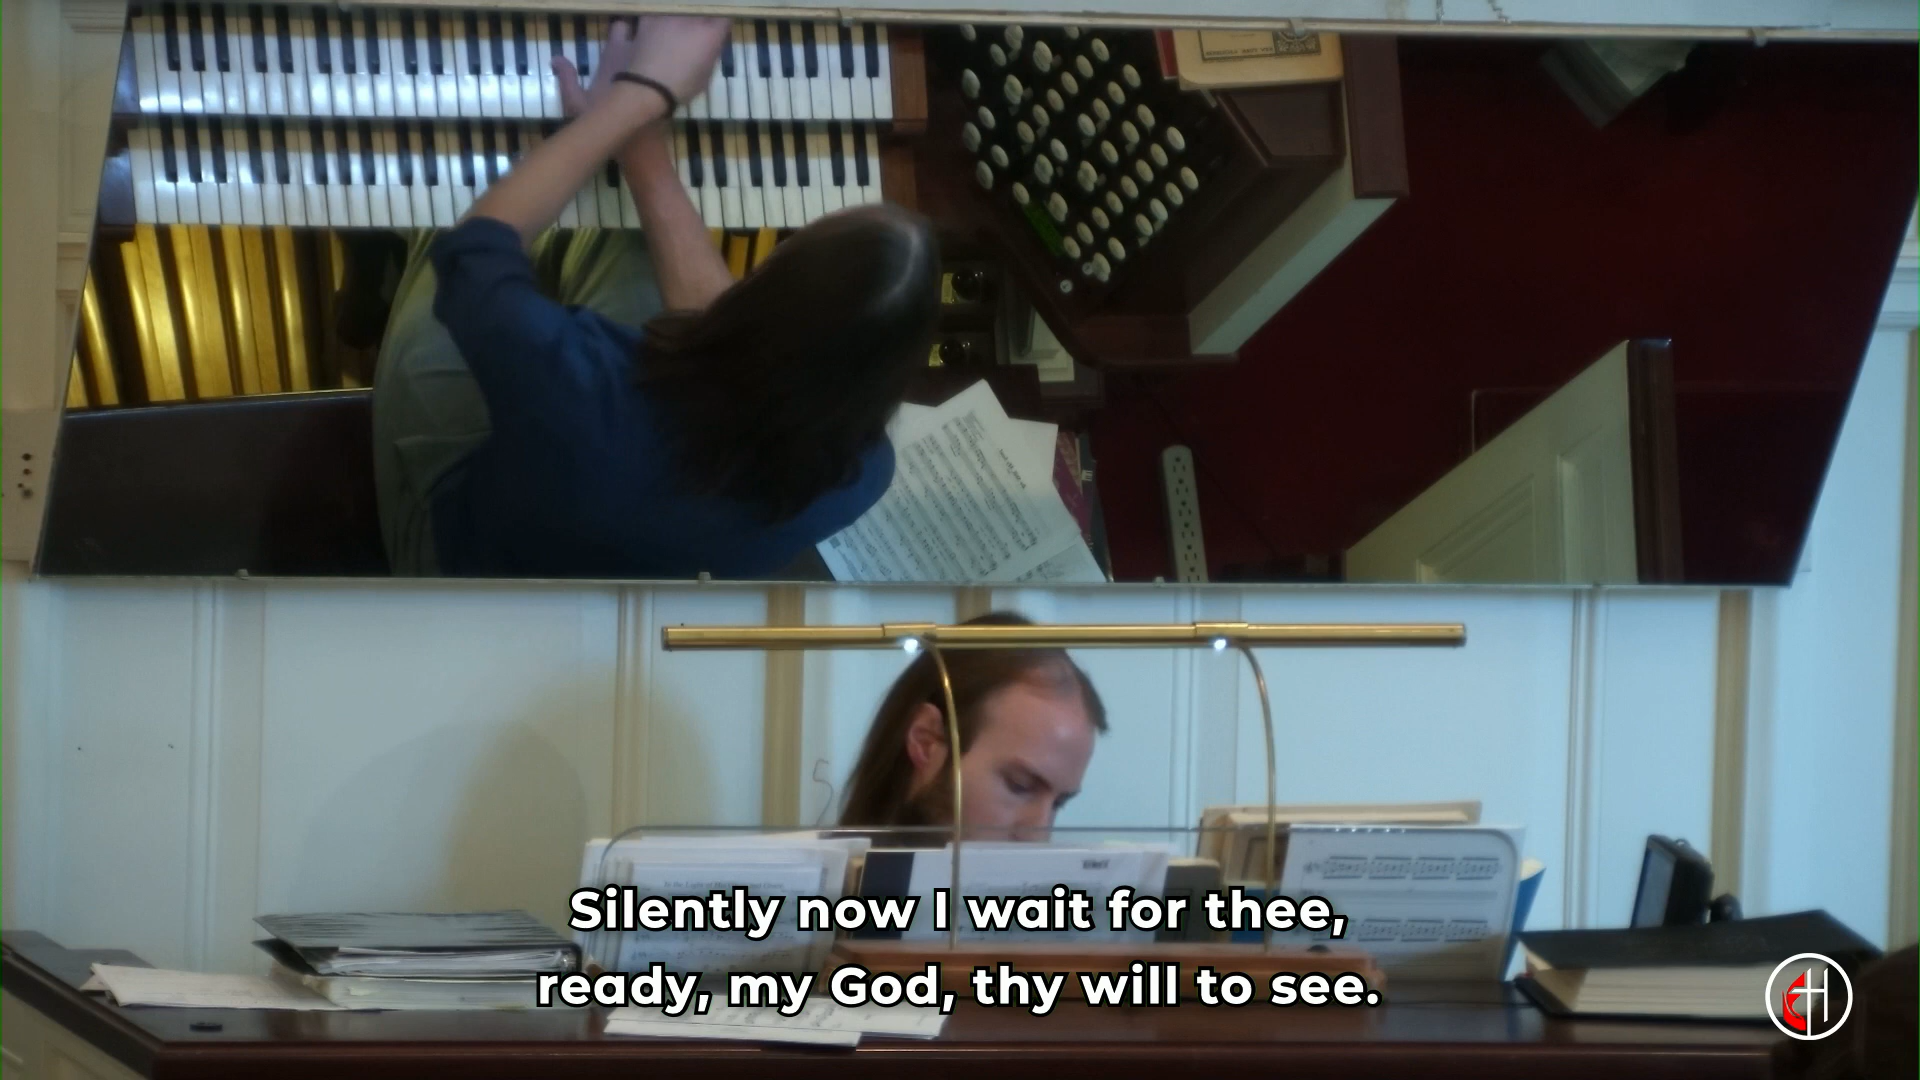 Silently now I wait for thee,
ready, my God, thy will to see.